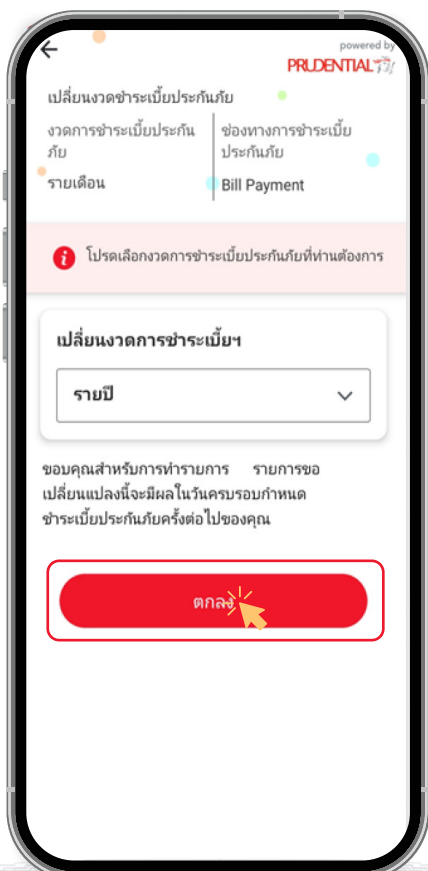 powered by
PRUDENTIAL
เปลี่ยนงวดชำระเบี้ยประกันภัย
งวดการชำระเบี้ยประกัน
ภัย
รายเดือน
ช่องทางการชำระเบี้ย
ประกันภัย
Bill Payment
โปรดเลือกงวดการชำระเบี้ยประกันภัยที่ท่านต้องการ
เปลี่ยนงวดการชำระเบี้ยฯ
รายปี
ขอบคุณสำหรับการทำรายการ รายการขอ
เปลี่ยนแปลงนี้จะมีผลในวันครบรอบกำหนด
ชำระเบี้ยประกันภัยครั้งต่อไปของคุณ
ตกลง